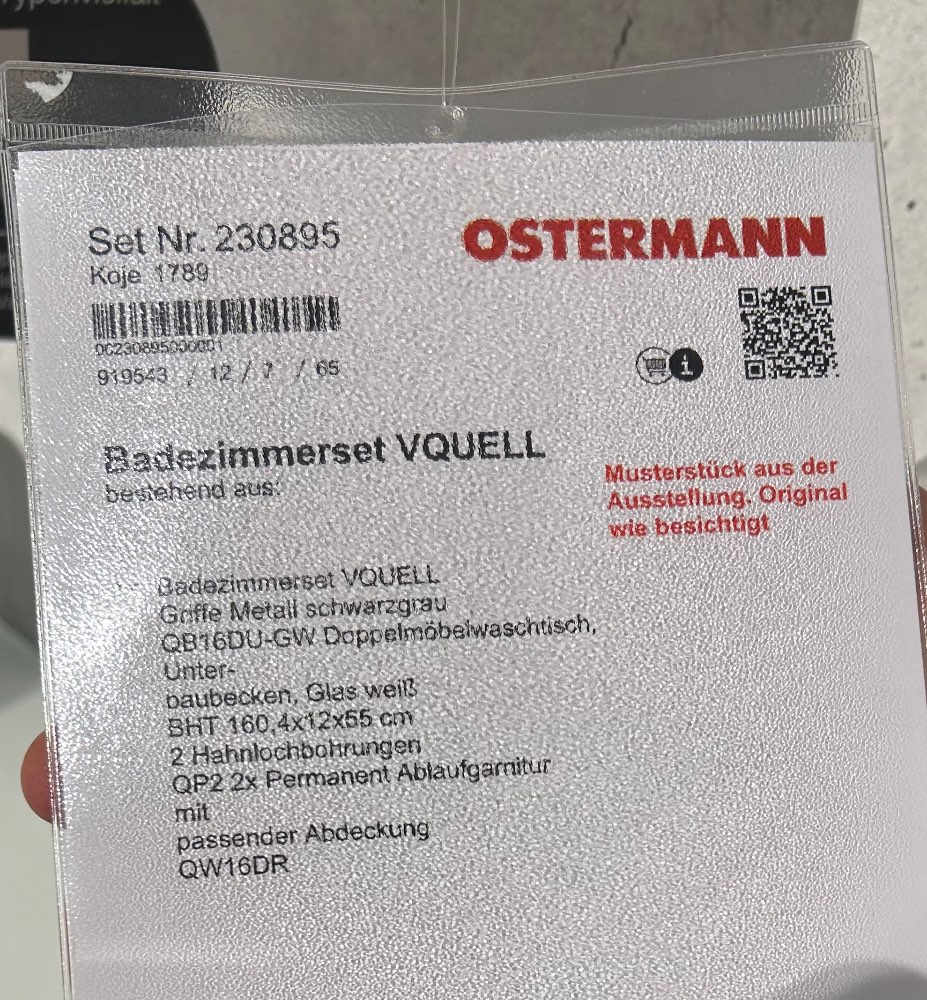 Set Nr. 230895
OSTERMANN
Koje 1789
919543 / 12 / 7 / 65
Badezimmerset VQUELL
bestehend aus:
Musterstück aus der
Ausstellung. Original
wie besichtigt
Badezimmerset VQUELL
Griffe Metall schwarzgrau
QB16DU-GW Doppelmöbelwaschtisch,
Unter-
baubecken, Glas weiß
BHT 160,4x12x55 cm
2 Hahnlochbohrungen
QP2 2x Permanent Ablaufgarnitur
mit
passender Abdeckung
QW16DR